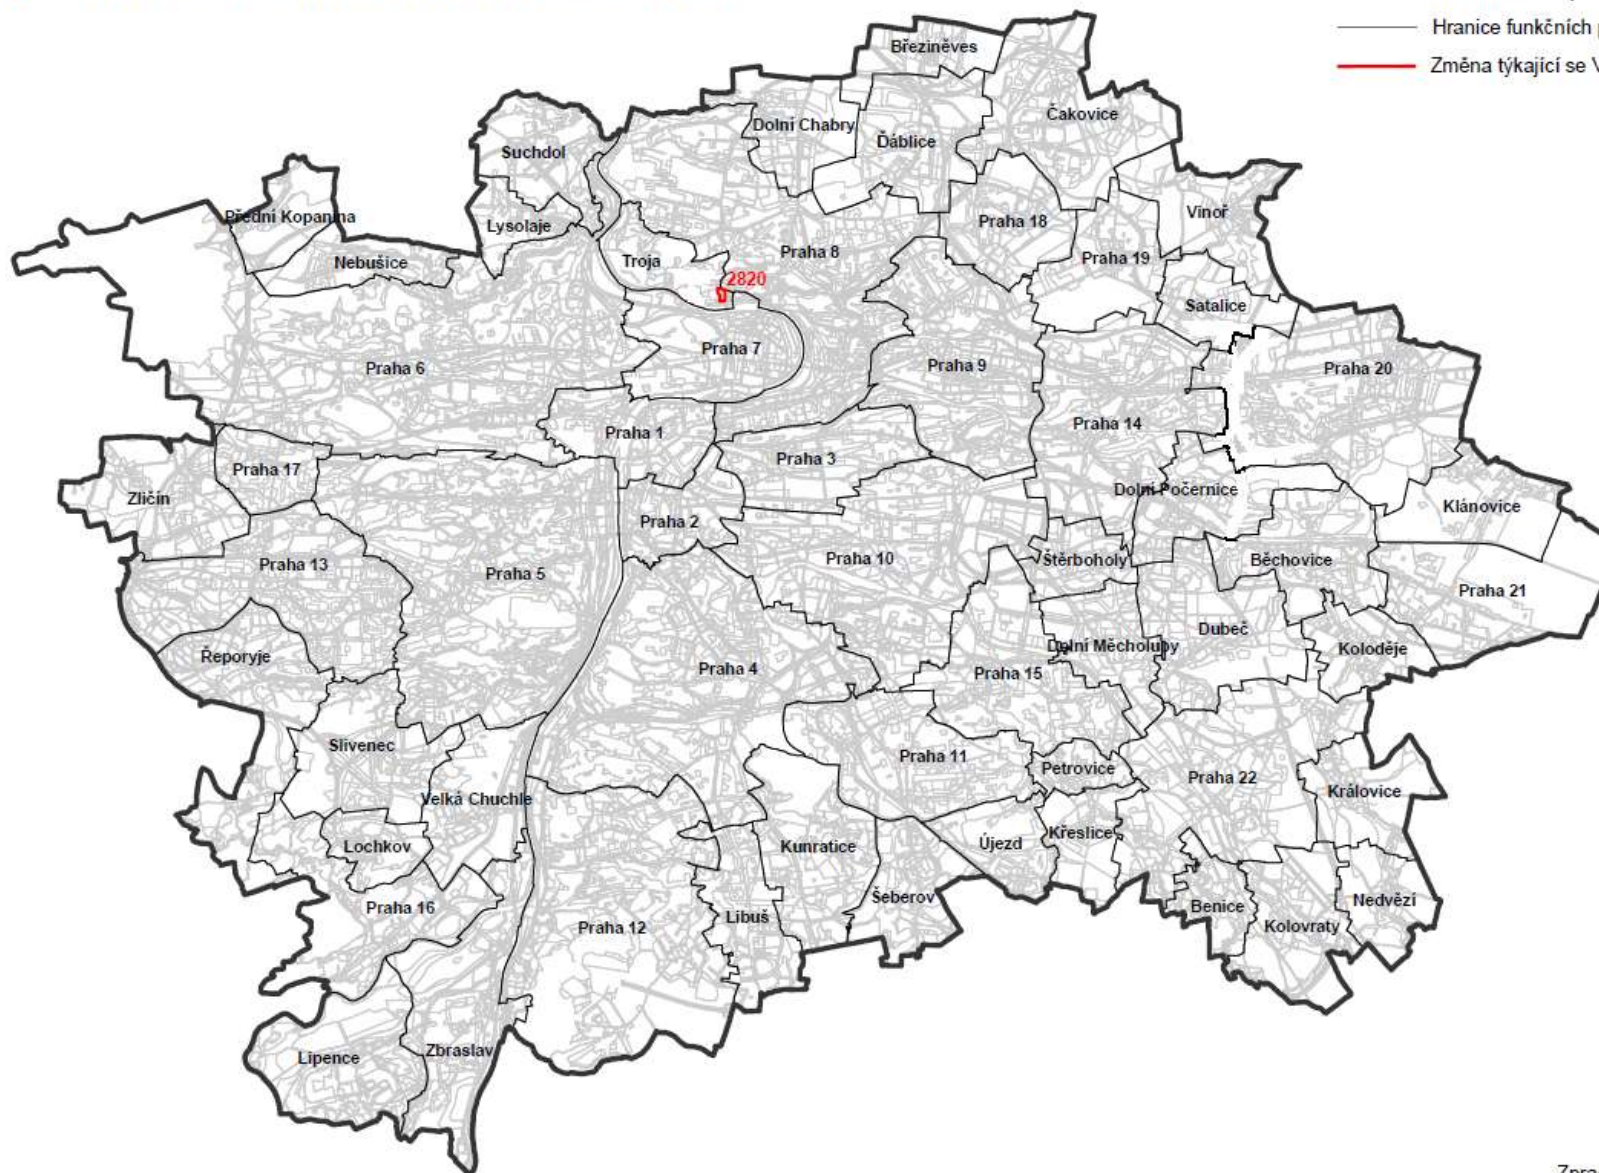 Hranice funkčních
Změna týkající se V
Březiněves
Čakovice
Dolní Chabry
Ďáblice
Suchdol
Přední Kopanina
Lysolaje
Praha 18
Vinoř
Nebušice
Troja
Praha 8
Praha 19
2820
Satalice
Praha 7
Praha 6
Praha 9
Praha 20
Praha 14
Praha 1
Praha 3
Praha 17
Zličín
Dolní Počernice
Klánovice
Praha 2
Praha 13
Praha 5
Praha 10
Štěrboholy
Běchovice
Praha 21
Řeporyje
Praha 4
Dubeč
Dolní Měcholupy
Koloděje
Praha 15
Slivenec
Praha 11
Petrovice
Praha 22
Královice
Velká Chuchle
Lochkov
Kunratice
Újezd
Křeslice
Šeberov
Praha 16
Praha 12
Libuš
Benice
Nedvězí
Kolovraty
Lipence
Zbraslav
Zpra